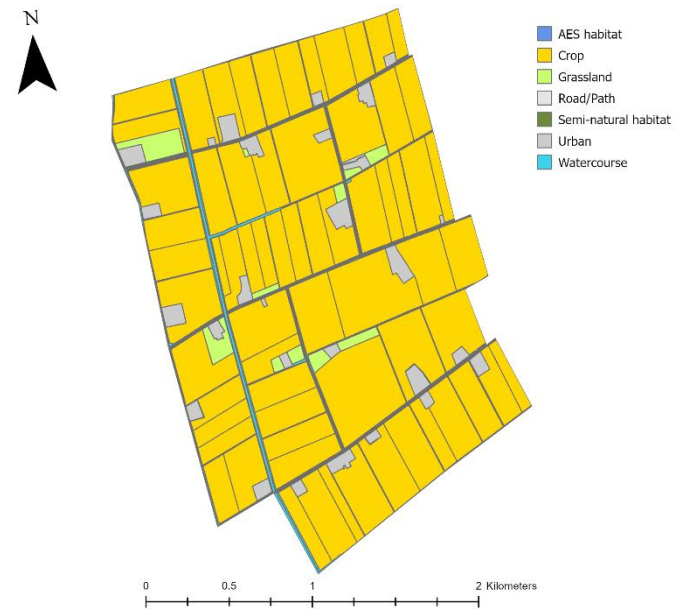 N
AES habitat
Crop
Grassland
Road/Path
Semi-natural habitat
Urban
Watercourse
0 0.5 1 2 Kilometers